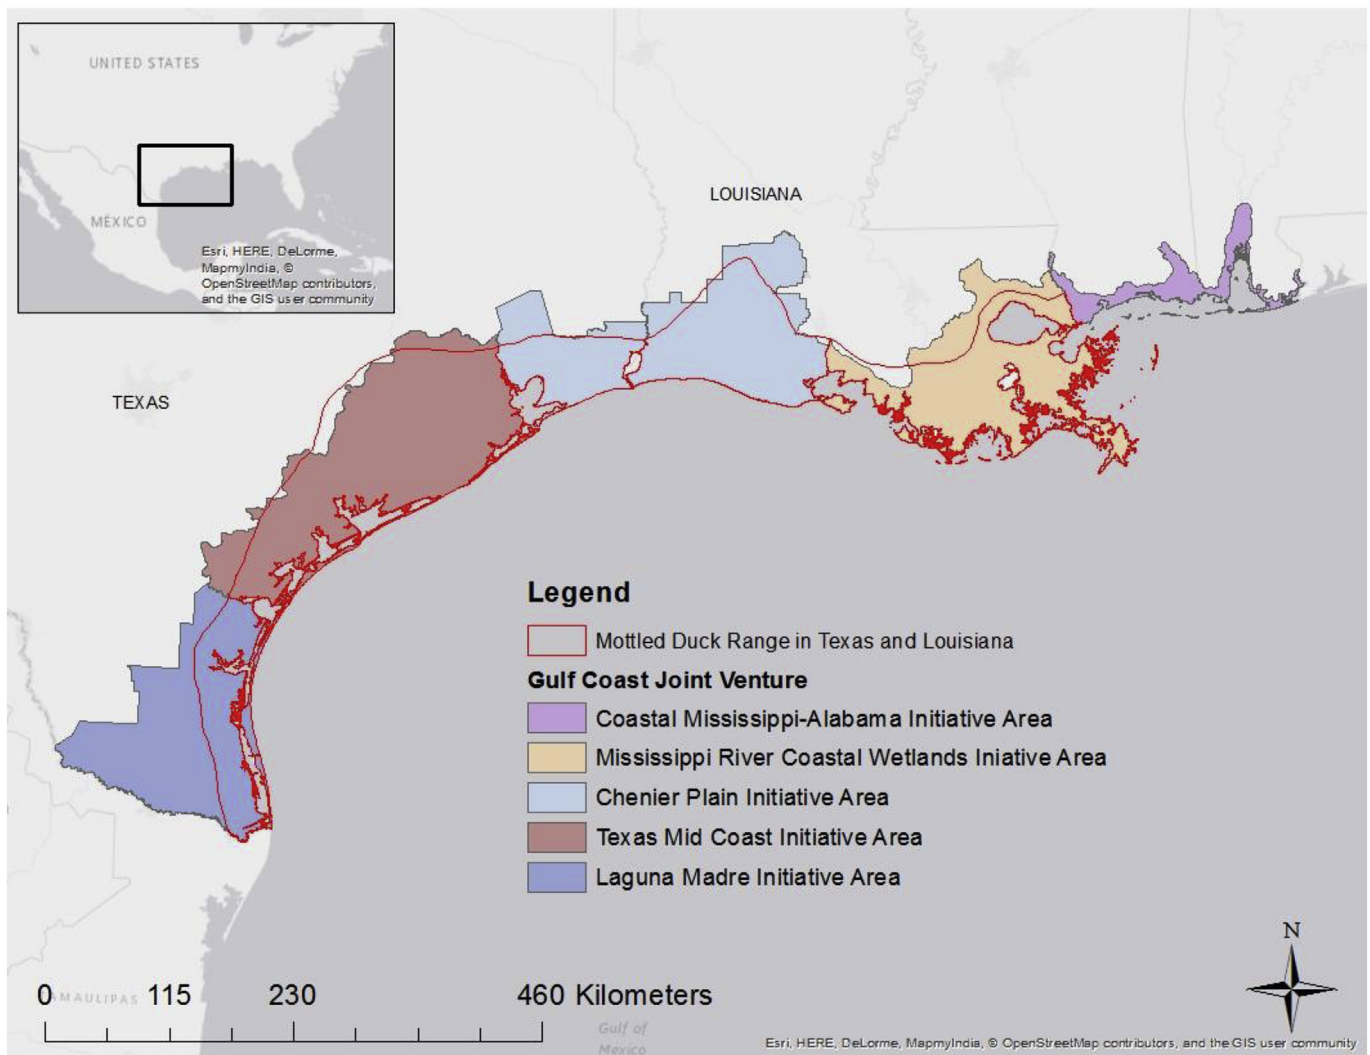 UNITED STATES
MÉXICO
Esri, HERE, DeLorme,
MapmyIndia, ©
OpenStreetMap contributors,
and the GIS user community
LOUISIANA
TEXAS
Legend
Mottled Duck Range in Texas and Louisiana
Gulf Coast Joint Venture
Coastal Mississippi-Alabama Initiative Area
Mississippi River Coastal Wetlands Iniative Area
Chenier Plain Initiative Area
Texas Mid Coast Initiative Area
Laguna Madre Initiative Area
N
0 115 230 460 Kilometers
AMAULIPAS
Gulf of
Mexico
Esri, HERE, DeLorme, MapmyIndia, © OpenStreetMap contributors, and the GIS user community